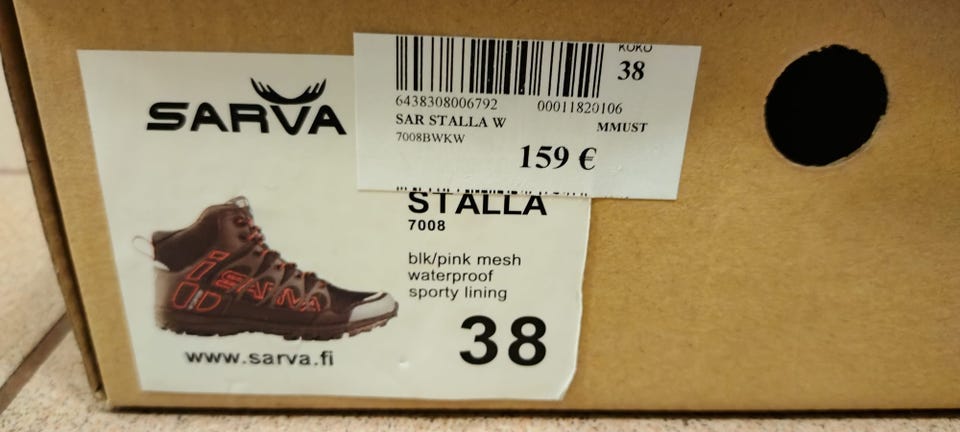 SARVA
KOKO
38
6438308006792 00011820106
SAR STALLA W MMUST
7008BWKW
159 €
STALLA
7008
blk/pink mesh
waterproof
sporty lining
38
SARVA
www.sarva.fi